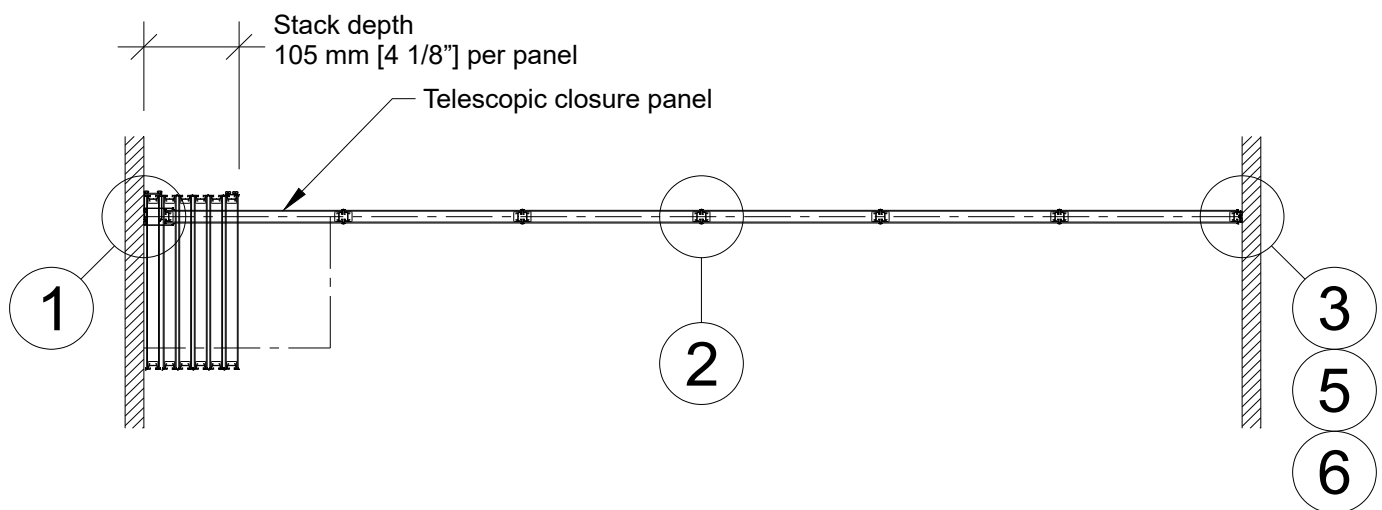 Stack depth
105 mm [4 1/8”] per panel
Telescopic closure panel
1
2
3
5
6